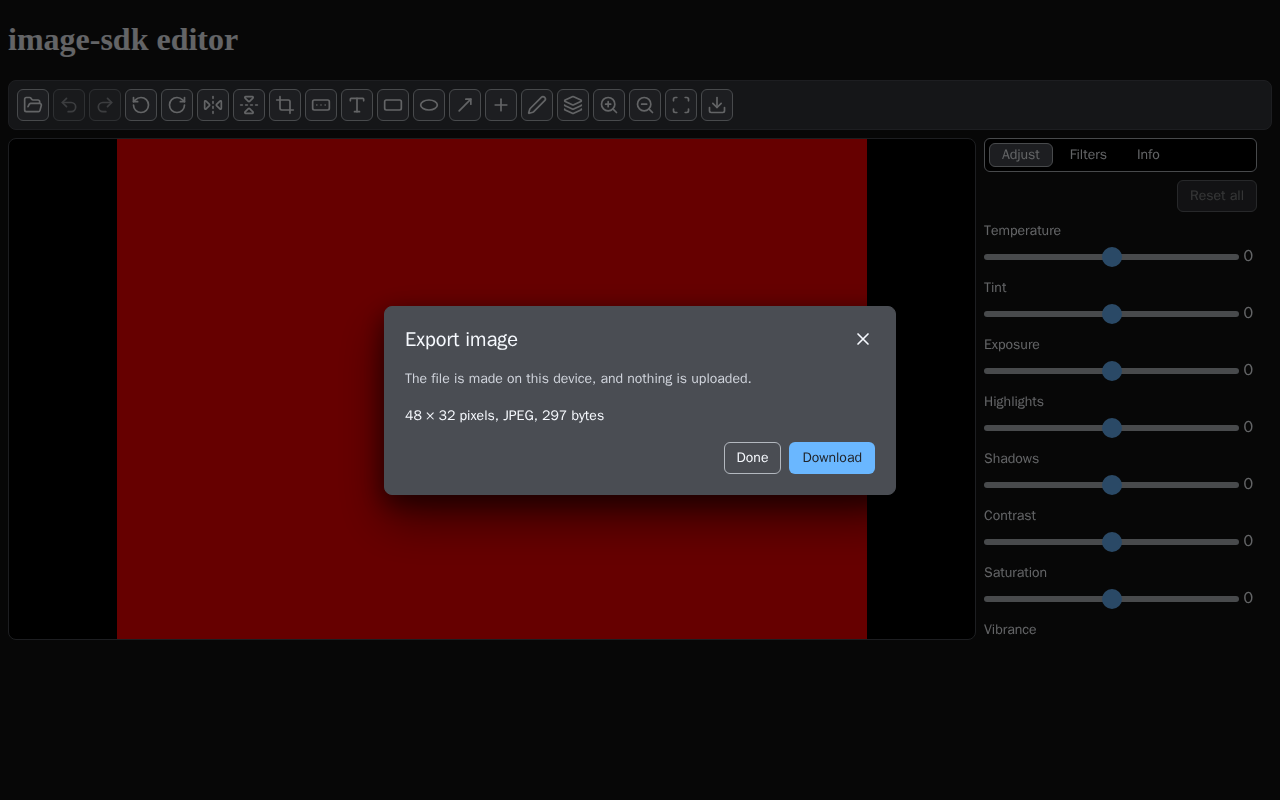 image-sdk editor
Adjust Filters Info
Reset all
Temperature
0
Tint
0
Exposure
0
Highlights
0
Shadows
0
Contrast
0
Saturation
0
Vibrance
Export image
The file is made on this device, and nothing is uploaded.
48 × 32 pixels, JPEG, 297 bytes
Done Download